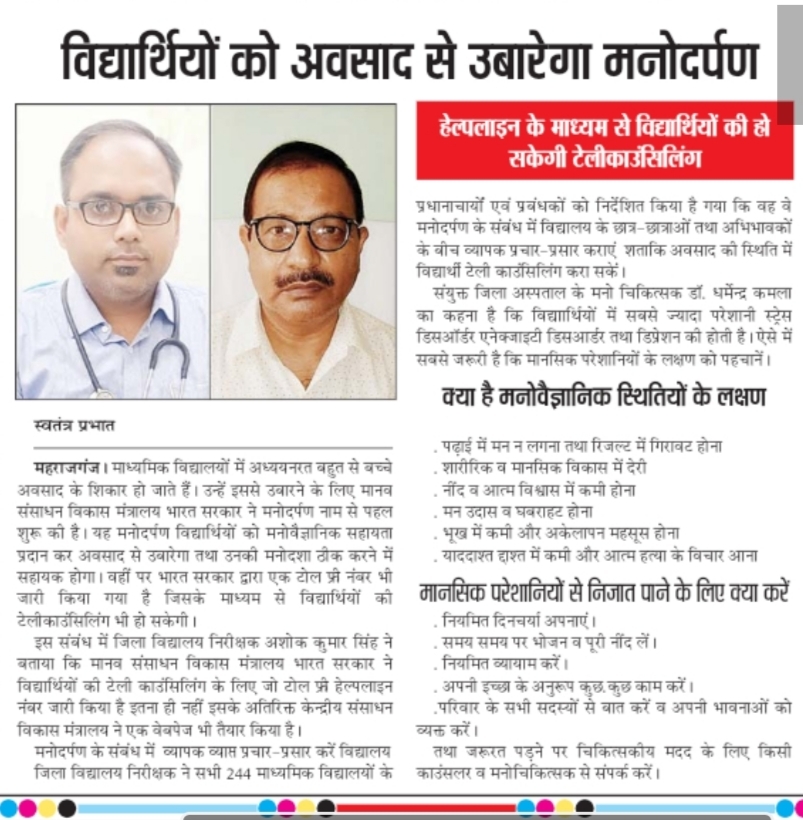 विद्यार्थियों को अवसाद से उबारेगा मनोदर्पण
हेल्पलाइन के माध्यम से विद्यार्थियों की हो
सकेगी टेलीकाउंसिलिंग
स्वतंत्र प्रभात
महराजगंज। माध्यमिक विद्यालयों में अध्ययनरत बहुत से बच्चे
अवसाद के शिकार हो जाते हैं। उन्हें इससे उबारने के लिए मानव
संसाधन विकास मंत्रालय भारत सरकार ने मनोदर्पण नाम से पहल
शुरू की है। यह मनोदर्पण विद्यार्थियों को मनोवैज्ञानिक सहायता
प्रदान कर अवसाद से उबारेगा तथा उनकी मनोदशा ठीक करने में
सहायक होगा। वहीं पर भारत सरकार द्वारा एक टोल फ्री नंबर भी
जारी किया गया है जिसके माध्यम से विद्यार्थियों की
टेलीकाउंसिलिंग भी हो सकेगी।
इस संबंध में जिला विद्यालय निरीक्षक अशोक कुमार सिंह ने
बताया कि मानव संसाधन विकास मंत्रालय भारत सरकार ने
विद्यार्थियों की टेली काउंसिलिंग के लिए जो टोल फ्री हेल्पलाइन
नंबर जारी किया है इतना ही नहीं इसके अतिरिक्त केन्द्रीय संसाधन
विकास मंत्रालय ने एक वेबपेज भी तैयार किया है।
मनोदर्पण के संबंध में व्यापक व्याप्त प्रचार-प्रसार करें विद्यालय
जिला विद्यालय निरीक्षक ने सभी 244 माध्यमिक विद्यालयों के
प्रधानाचार्यों एवं प्रबंधकों को निर्देशित किया है गया कि वह वे
मनोदर्पण के संबंध में विद्यालय के छात्र-छात्राओं तथा अभिभावकों
के बीच व्यापक प्रचार-प्रसार कराएं शताकि अवसाद की स्थिति में
विद्यार्थी टेली काउंसिलिंग करा सकें।
संयुक्त जिला अस्पताल के मनो चिकित्सक डॉ. धर्मेन्द्र कमला
का कहना है कि विद्याार्थियों में सबसे ज्यादा परेशानी स्ट्रेस
डिसऑर्डर एनेक्जाइटी डिसआर्डर तथा डिप्रेशन की होती है। ऐसे में
सबसे जरूरी है कि मानसिक परेशानियों के लक्षण को पहचानें।
क्या है मनोवैज्ञानिक स्थितियों के लक्षण
. पढ़ाई में मन न लगना तथा रिजल्ट में गिरावट होना
. शारीरिक व मानसिक विकास में देरी
. नींद व आत्म विश्वास में कमी होना
. मन उदास व घबराहट होना
. भूख में कमी और अकेलापन महसूस होना
. याददाश्त द्दाश्त में कमी और आत्म हत्या के विचार आना
मानसिक परेशानियों से निजात पाने के लिए क्या करें
. नियमित दिनचर्या अपनाएं।
. समय समय पर भोजन व पूरी नींद लें।
. नियमित व्यायाम करें।
. अपनी इच्छा के अनुरूप कुछ.कुछ काम करें।
.परिवार के सभी सदस्यों से बात करें व अपनी भावनाओं को
व्यक्त करें।
तथा जरूरत पड़ने पर चिकित्सकीय मदद के लिए किसी
काउंसलर व मनोचिकित्सक से संपर्क करें।